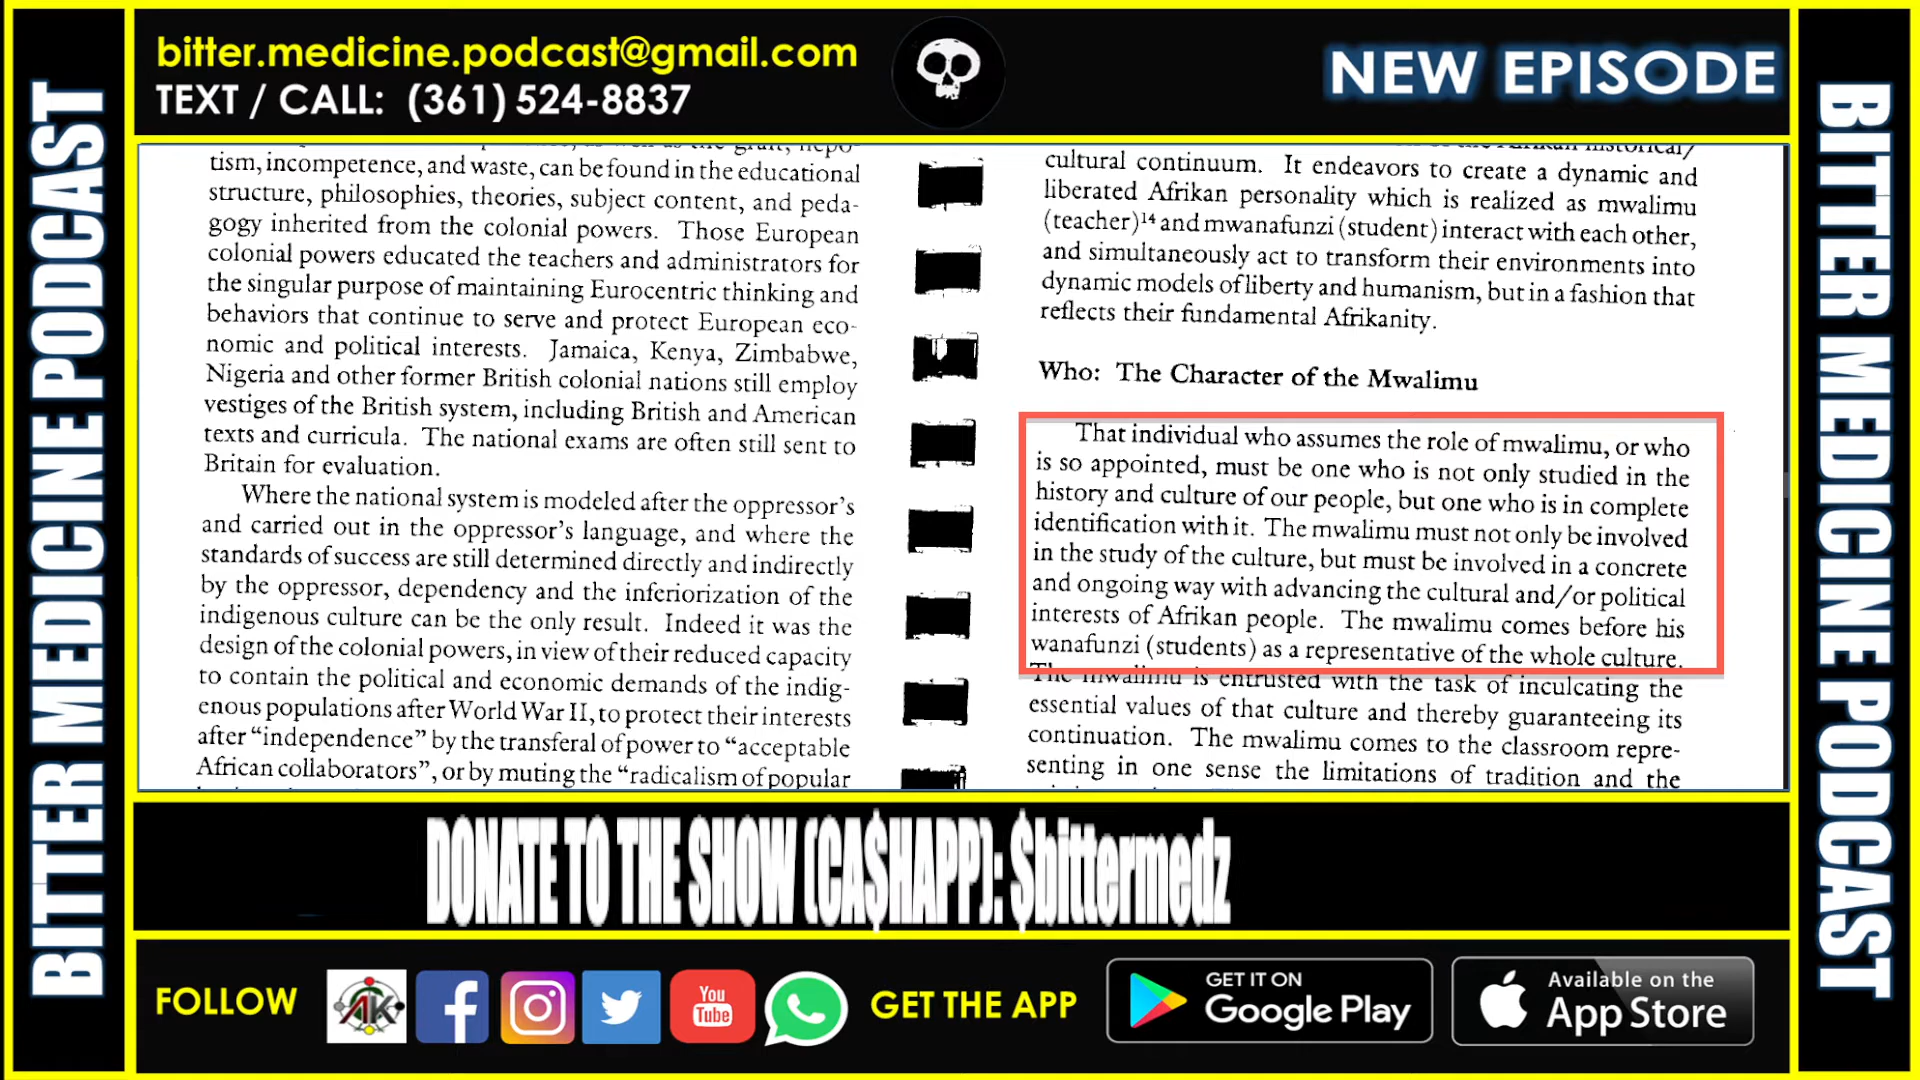 BITTER MEDICINE PODCAST
bitter.medicine.podcast@gmail.com
TEXT / CALL: (361) 524-8837
NEW EPISODE
tism, incompetence, and waste, can be found in the educational
structure, philosophies, theories, subject content, and peda-
gogy inherited from the colonial powers. Those European
colonial powers educated the teachers and administrators for
the singular purpose of maintaining Eurocentric thinking and
behaviors that continue to serve and protect European eco-
nomic and political interests. Jamaica, Kenya, Zimbabwe,
Nigeria and other former British colonial nations still employ
vestiges of the British system, including British and American
texts and curricula. The national exams are often still sent to
Britain for evaluation.
Where the national system is modeled after the oppressor's
and carried out in the oppressor's language, and where the
standards of success are still determined directly and indirectly
by the oppressor, dependency and the inferiorization of the
indigenous culture can be the only result. Indeed it was the
design of the colonial powers, in view of their reduced capacity
to contain the political and economic demands of the indig-
enous populations after World War II, to protect their interests
after "independence" by the transferal of power to "acceptable
African collaborators", or by muting the "radicalism of popular
cultural continuum. It endeavors to create a dynamic and
liberated Afrikan personality which is realized as mwalimu
(teacher)¹⁴ and mwanafunzi (student) interact with each other,
and simultaneously act to transform their environments into
dynamic models of liberty and humanism, but in a fashion that
reflects their fundamental Afrikanity.
Who: The Character of the Mwalimu
That individual who assumes the role of mwalimu, or who
is so appointed, must be one who is not only studied in the
history and culture of our people, but one who is in complete
identification with it. The mwalimu must not only be involved
in the study of the culture, but must be involved in a concrete
and ongoing way with advancing the cultural and/or political
interests of Afrikan people. The mwalimu comes before his
wanafunzi (students) as a representative of the whole culture.
The mwalimu is entrusted with the task of inculcating the
essential values of that culture and thereby guaranteeing its
continuation. The mwalimu comes to the classroom repre-
senting in one sense the limitations of tradition and the
BITTER MEDICINE PODCAST
DONATE TO THE SHOW (CA$HAPP): $bittermedz
FOLLOW
AK
You
Tube
GET THE APP
GET IT ON
Google Play
Available on the
App Store